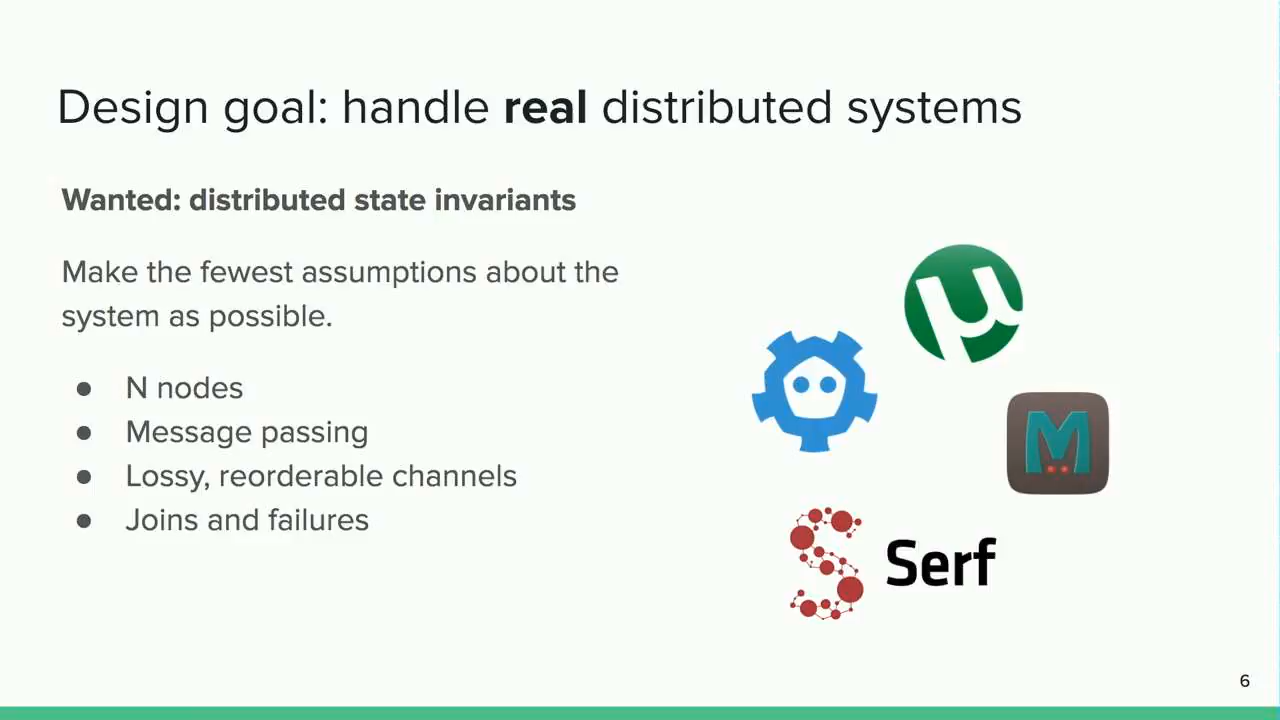 Design goal: handle real distributed systems
Wanted: distributed state invariants
Make the fewest assumptions about the
system as possible.
● N nodes
● Message passing
● Lossy, reorderable channels
● Joins and failures
µ
M
Serf
6